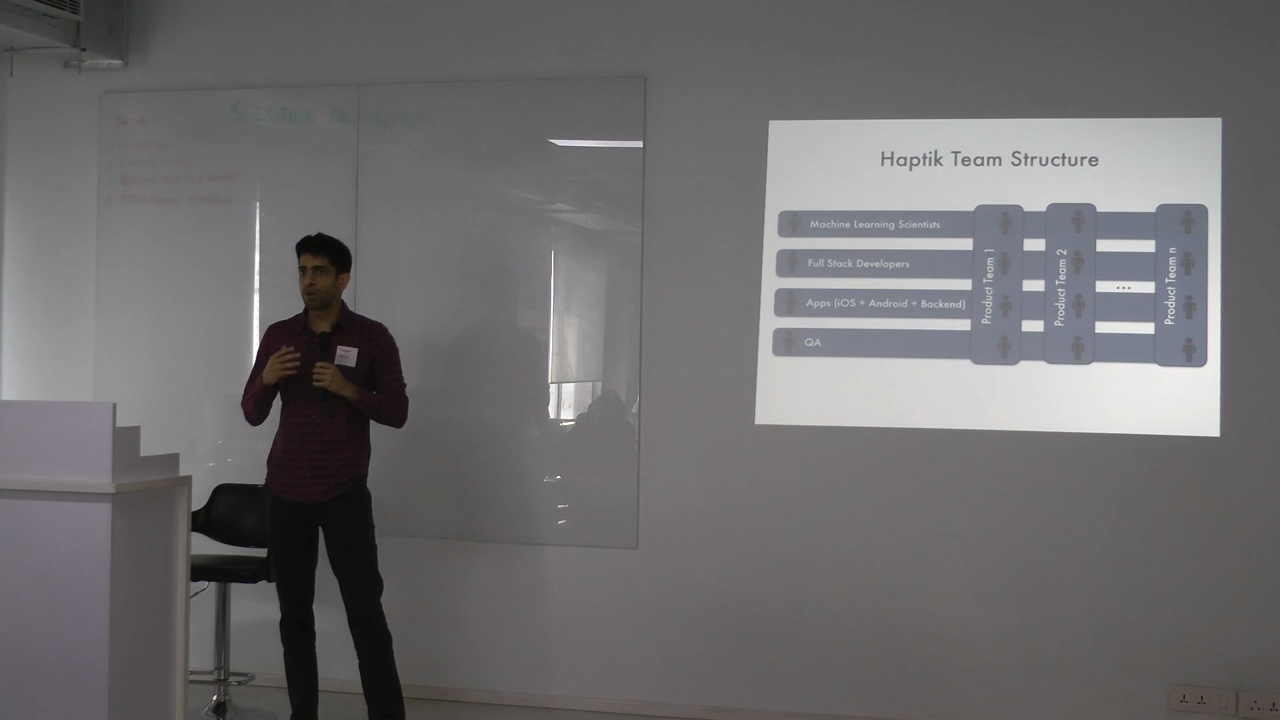 SOLUTION
Haptik Team Structure
Machine Learning Scientists
Full Stack Developers
Apps (iOS + Android + Backend)
QA
Product Team 1
Product Team 2
...
Product Team n